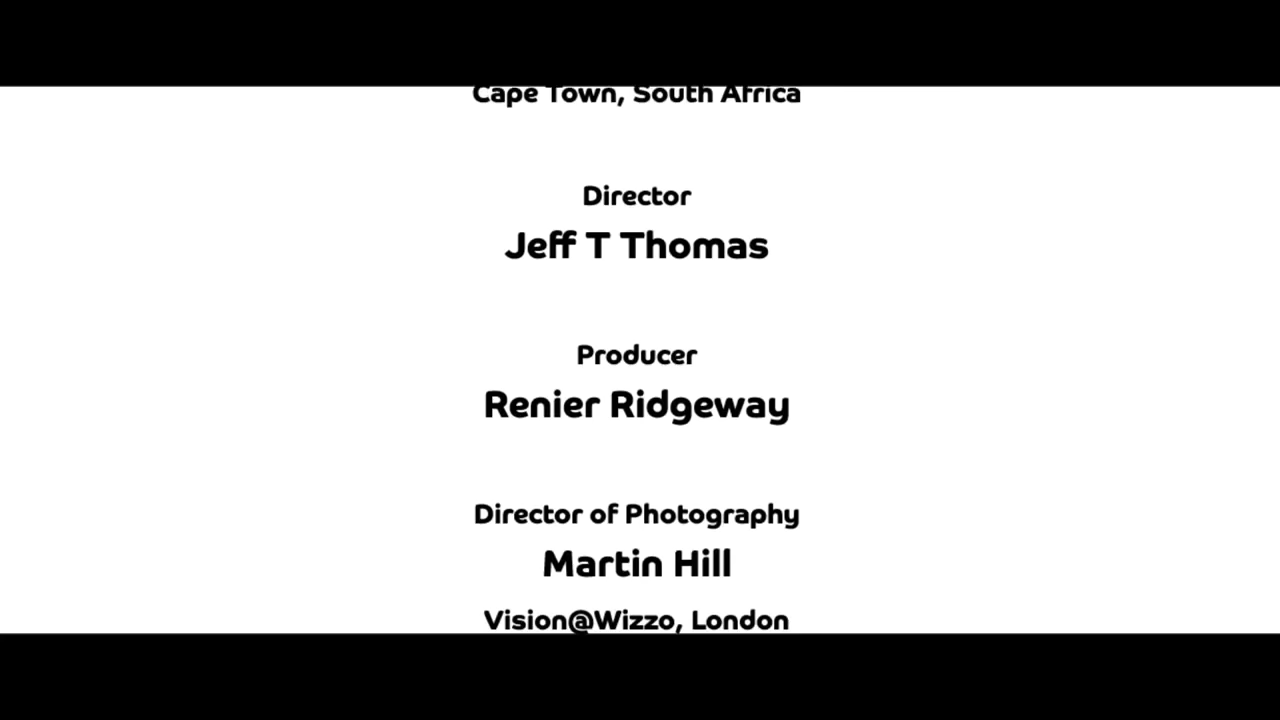 Cape Town, South Africa
Director
Jeff T Thomas
Producer
Renier Ridgeway
Director of Photography
Martin Hill
Vision@Wizzo, London